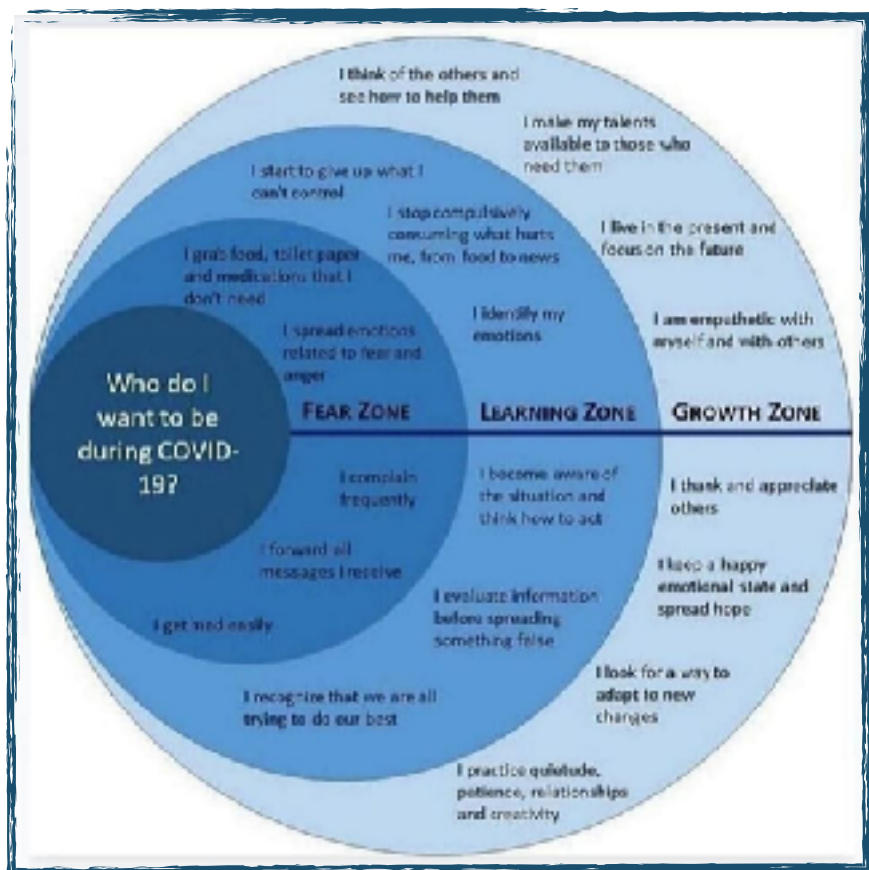 I think of the others and
see how to help them
I make my talents
available to those who
need them
I start to give up what I
can't control
I stop compulsively
consuming what hurts
me, from food to news
I live in the present and
focus on the future
I grab food, toilet paper
and medications that I
don't need
I identify my
emotions
I am empathetic with
myself and with others
I spread emotions
related to fear and
anger
Who do I
want to be
during COVID-
19?
FEAR ZONE
LEARNING ZONE
GROWTH ZONE
I complain
frequently
I become aware of
the situation and
think how to act
I thank and appreciate
others
I forward all
messages I receive
I keep a happy
emotional state and
spread hope
I evaluate information
before spreading
something false
I get mad easily
I recognize that we are all
trying to do our best
I look for a way to
adapt to new
changes
I practice quietude,
patience, relationships
and creativity